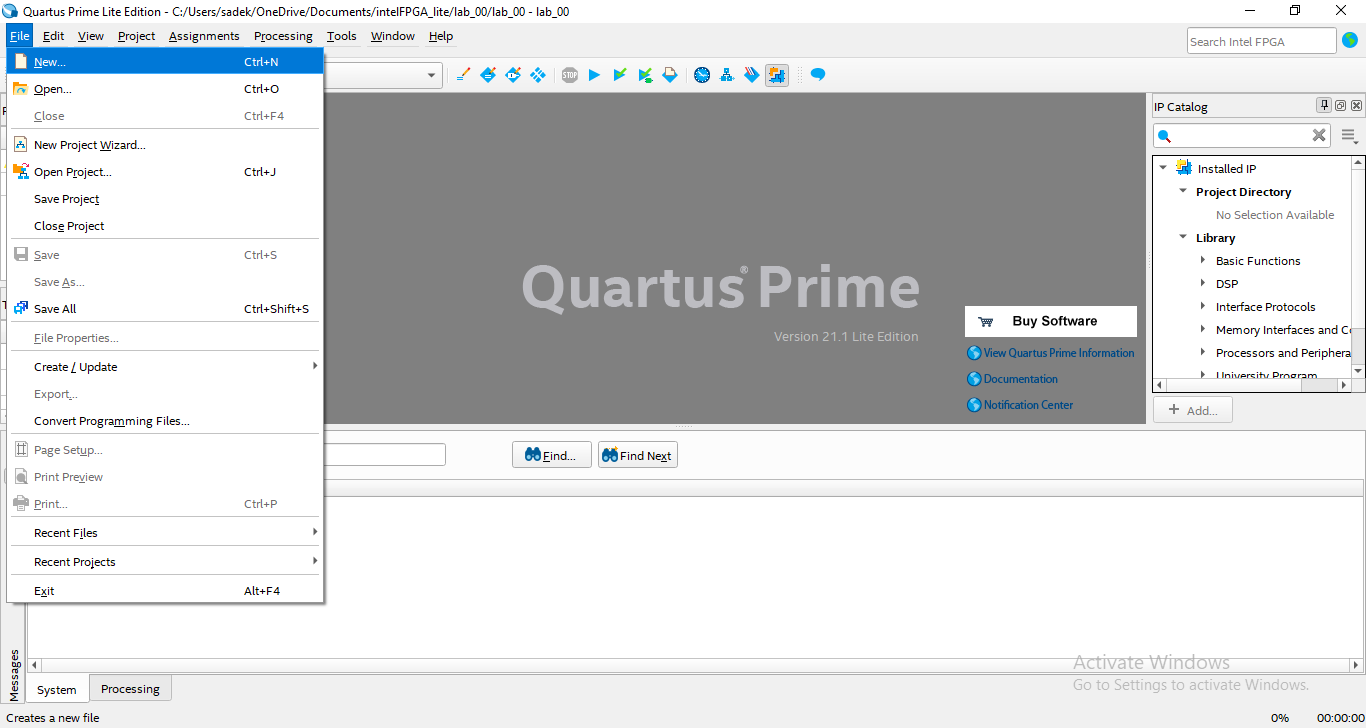 Quartus Prime Lite Edition - C:/Users/sadek/OneDrive/Documents/intelFPGA_lite/lab_00/lab_00 - lab_00
File Edit View Project Assignments Processing Tools Window Help
Search Intel FPGA
New... Ctrl+N
Open... Ctrl+O
Close Ctrl+F4
New Project Wizard...
Open Project... Ctrl+J
Save Project
Close Project
Save Ctrl+S
Save As...
Save All Ctrl+Shift+S
File Properties...
Create / Update
Export...
Convert Programming Files...
Page Setup...
Print Preview
Print... Ctrl+P
Recent Files
Recent Projects
Exit Alt+F4
STOP
Quartus® Prime
Version 21.1 Lite Edition
Buy Software
View Quartus Prime Information
Documentation
Notification Center
IP Catalog
Installed IP
Project Directory
No Selection Available
Library
Basic Functions
DSP
Interface Protocols
Memory Interfaces and C
Processors and Periphera
University Program
Add...
Find... Find Next
Messages
System Processing
Activate Windows
Go to Settings to activate Windows.
Creates a new file
0% 00:00:00